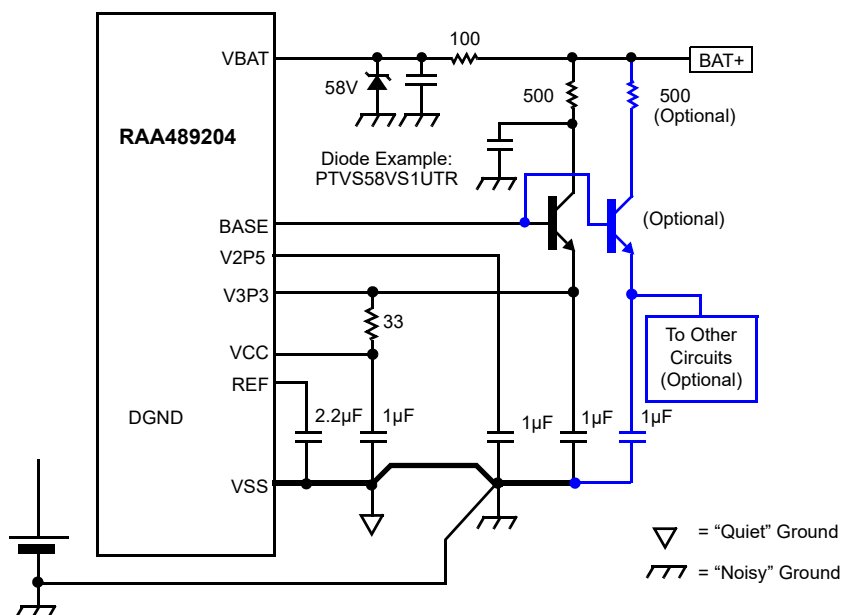 100
VBAT
BAT+
58V
500
500
(Optional)
RAA489204
Diode Example:
PTVS58VS1UTR
BASE
(Optional)
V2P5
V3P3
33
To Other
Circuits
(Optional)
VCC
REF
DGND
2.2µF
1µF
1µF
1µF
1µF
VSS
= “Quiet” Ground
= “Noisy” Ground